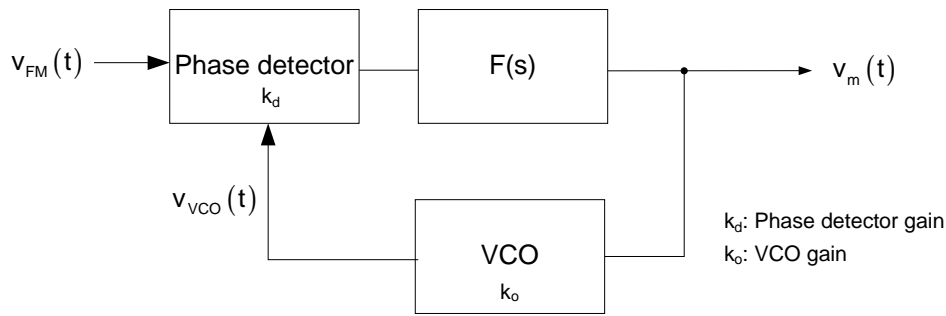 v_FM(t)
Phase detector
k_d
F(s)
v_m(t)
v_VCO(t)
VCO
k_o
k_d: Phase detector gain
k_o: VCO gain